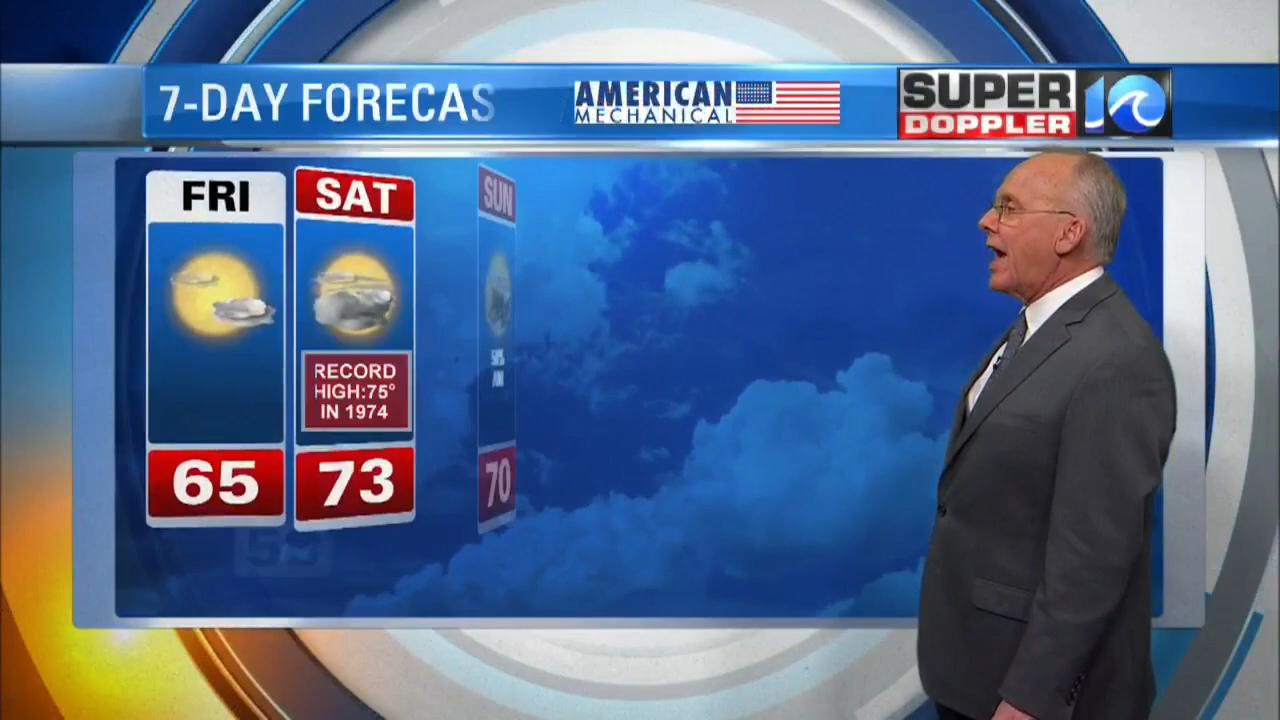 7-DAY FORECAS
AMERICAN
MECHANICAL
SUPER
DOPPLER
10
FRI
SAT
SUN
RECORD
HIGH:75°
IN 1974
65
73
70